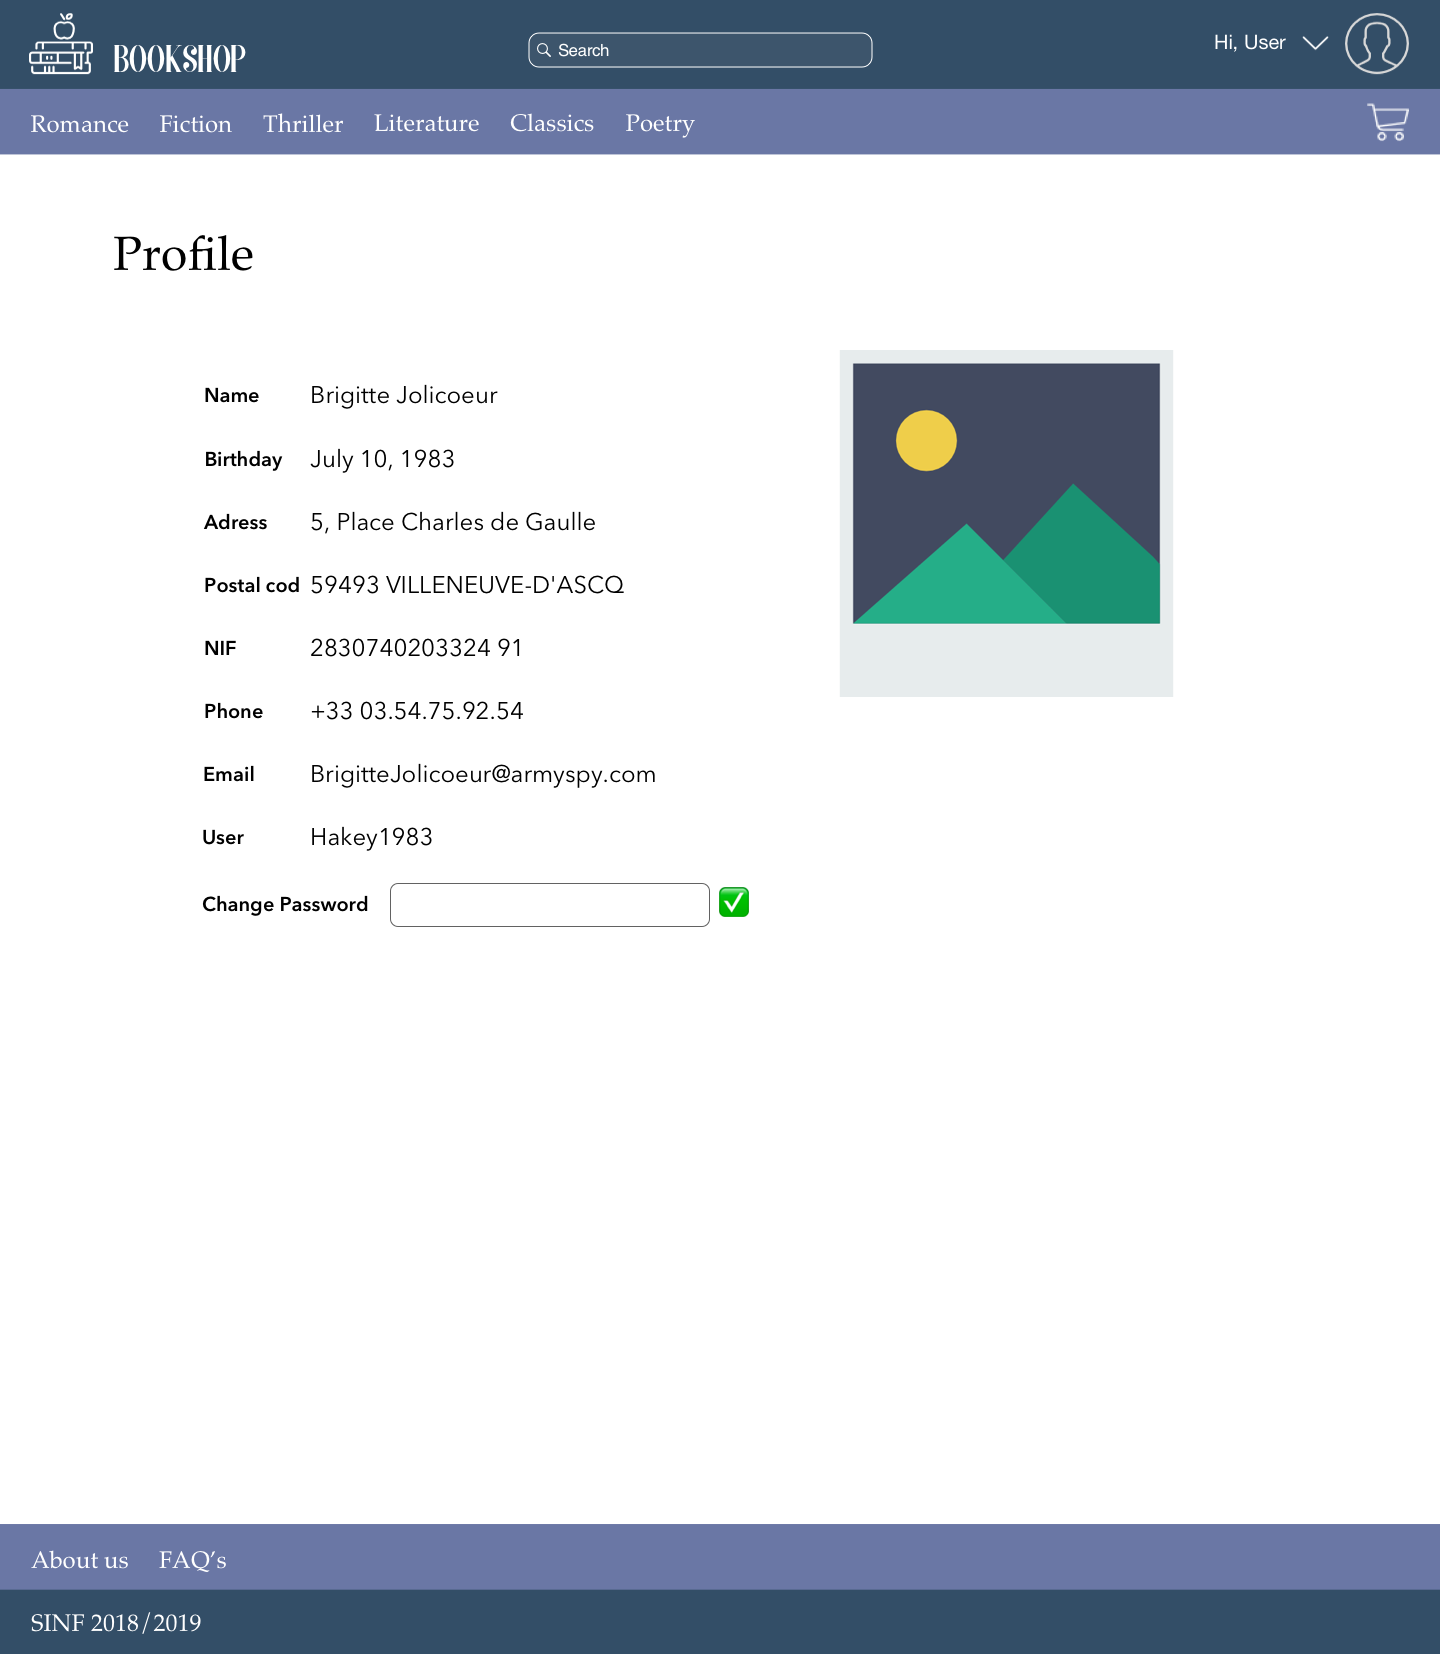 BOOKSHOP
Search
Hi, User
Romance Fiction Thriller Literature Classics Poetry
Profile
Name Brigitte Jolicoeur
Birthday July 10, 1983
Adress 5, Place Charles de Gaulle
Postal cod 59493 VILLENEUVE-D'ASCQ
NIF 2830740203324 91
Phone +33 03.54.75.92.54
Email BrigitteJolicoeur@armyspy.com
User Hakey1983
Change Password
About us FAQ’s
SINF 2018/2019